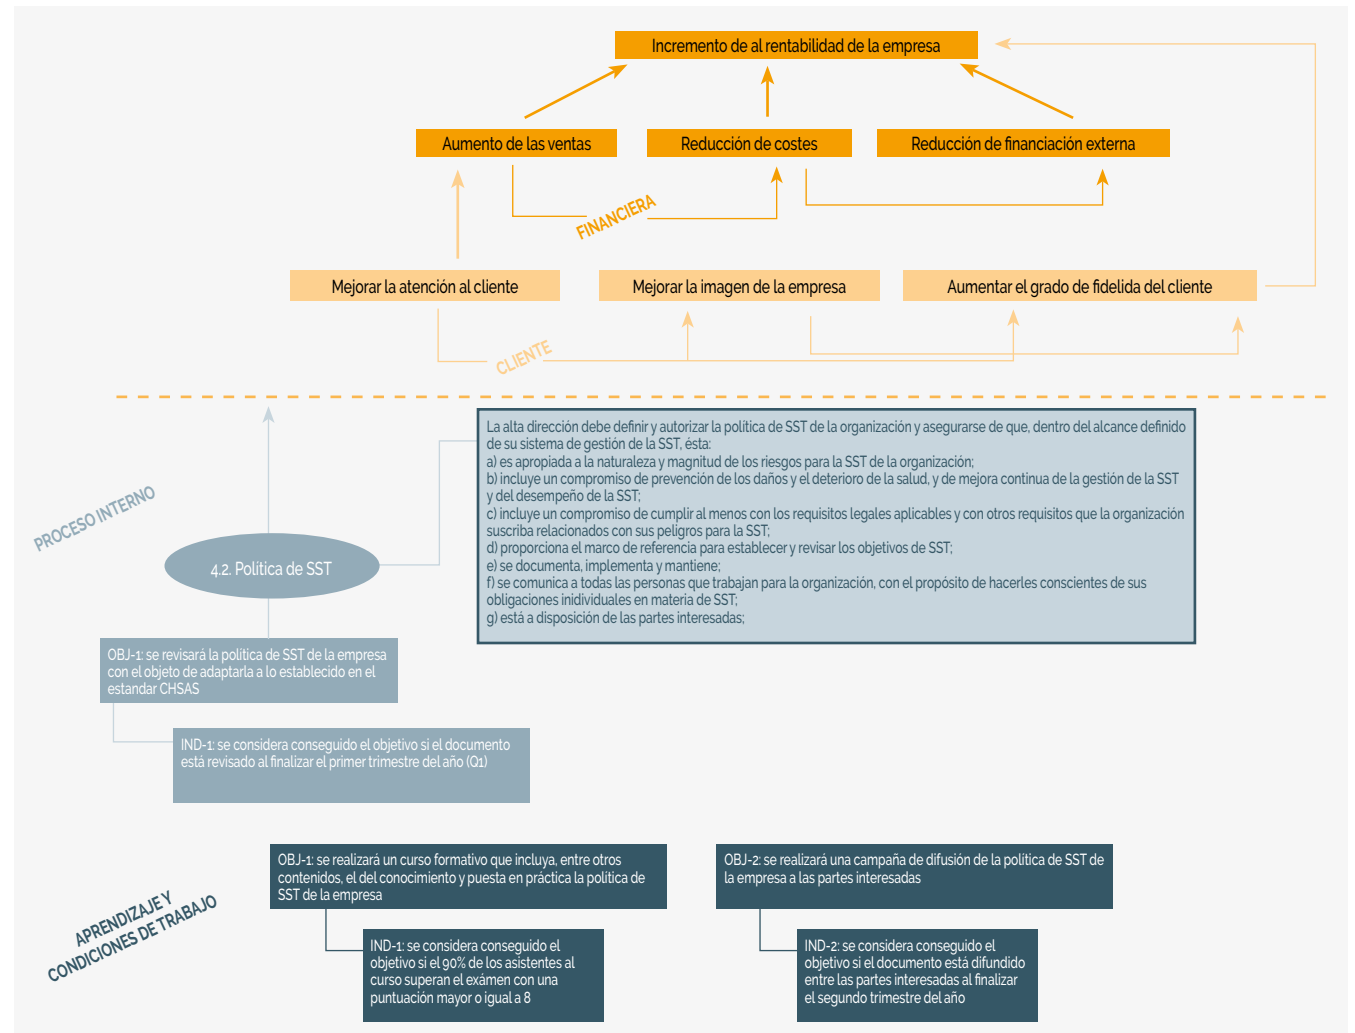 Incremento de al rentabilidad de la empresa
Aumento de las ventas
Reducción de costes
Reducción de financiación externa
FINANCIERA
Mejorar la atención al cliente
Mejorar la imagen de la empresa
Aumentar el grado de fidelida del cliente
CLIENTE
La alta dirección debe definir y autorizar la política de SST de la organización y asegurarse de que, dentro del alcance definido
de su sistema de gestión de la SST, ésta:
a) es apropiada a la naturaleza y magnitud de los riesgos para la SST de la organización;
b) incluye un compromiso de prevención de los daños y el deterioro de la salud, y de mejora continua de la gestión de la SST
y del desempeño de la SST;
c) incluye un compromiso de cumplir al menos con los requisitos legales aplicables y con otros requisitos que la organización
suscriba relacionados con sus peligros para la SST;
d) proporciona el marco de referencia para establecer y revisar los objetivos de SST;
e) se documenta, implementa y mantiene;
f) se comunica a todas las personas que trabajan para la organización, con el propósito de hacerles conscientes de sus
obligaciones inidividuales en materia de SST;
g) está a disposición de las partes interesadas;
PROCESO INTERNO
4.2. Política de SST
OBJ-1: se revisará la política de SST de la empresa
con el objeto de adaptarla a lo establecido en el
estandar CHSAS
IND-1: se considera conseguido el objetivo si el documento
está revisado al finalizar el primer trimestre del año (Q1)
APRENDIZAJE Y
CONDICIONES DE TRABAJO
OBJ-1: se realizará un curso formativo que incluya, entre otros
contenidos, el del conocimiento y puesta en práctica la política de
SST de la empresa
IND-1: se considera conseguido el
objetivo si el 90% de los asistentes al
curso superan el exámen con una
puntuación mayor o igual a 8
OBJ-2: se realizará una campaña de difusión de la política de SST de
la empresa a las partes interesadas
IND-2: se considera conseguido el
objetivo si el documento está difundido
entre las partes interesadas al finalizar
el segundo trimestre del año